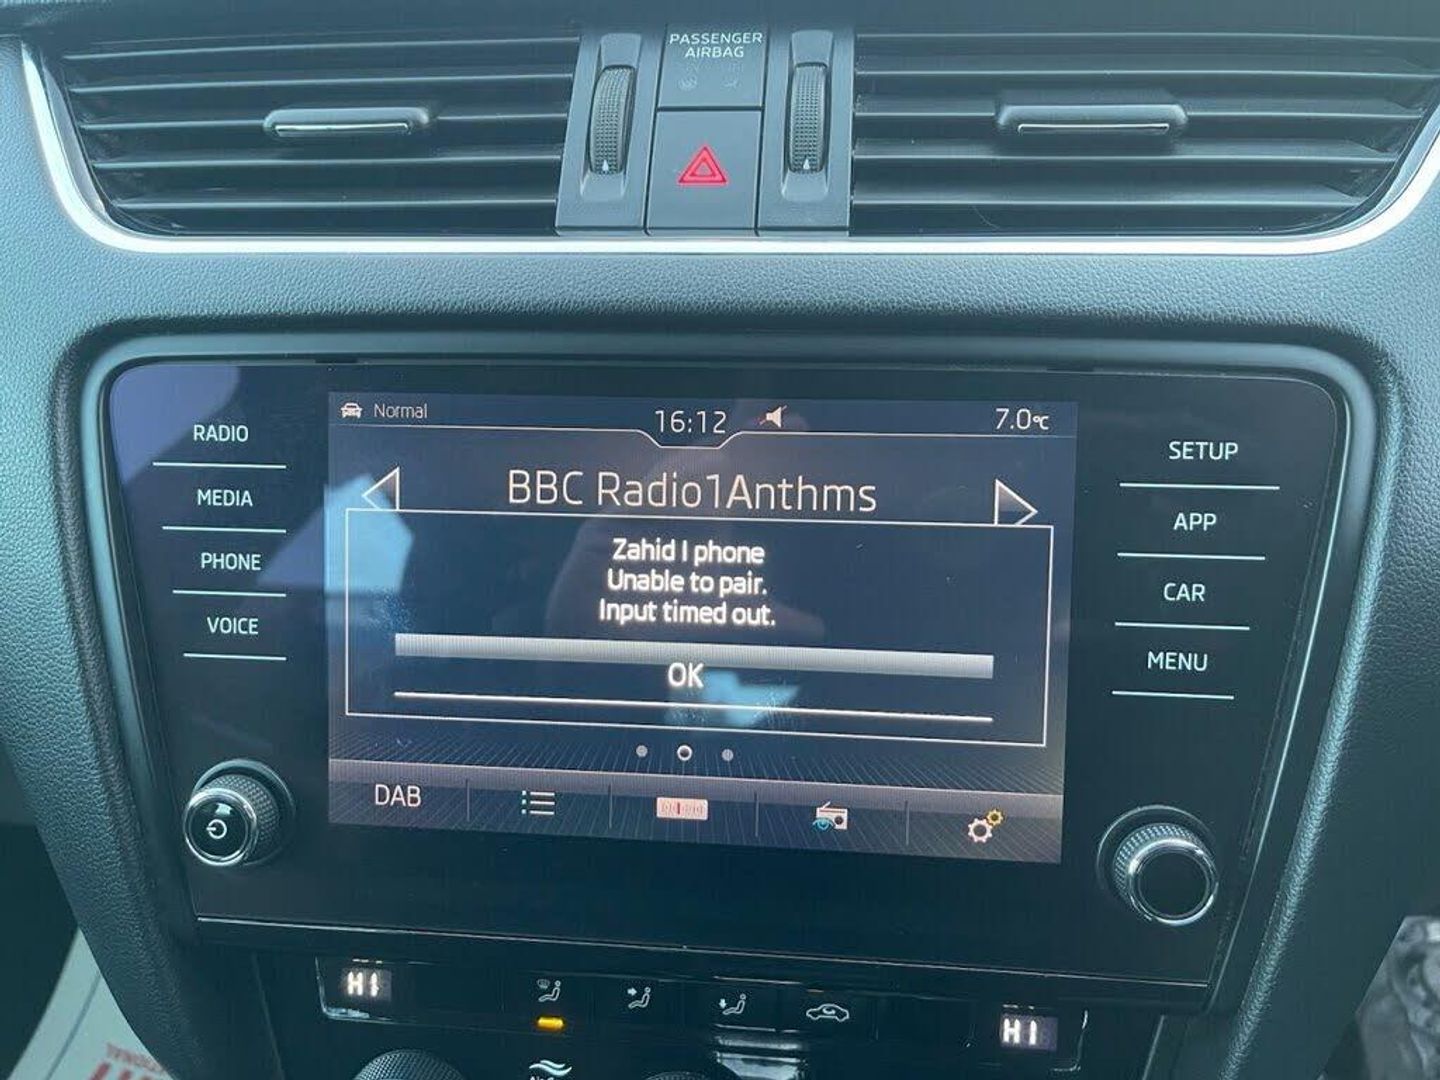 PASSENGER
AIRBAG
RADIO
MEDIA
PHONE
VOICE
Normal
16:12
7.0°C
BBC Radio1Anthms
Zahid I phone
Unable to pair.
Input timed out.
OK
DAB
SETUP
APP
CAR
MENU
HI
HI